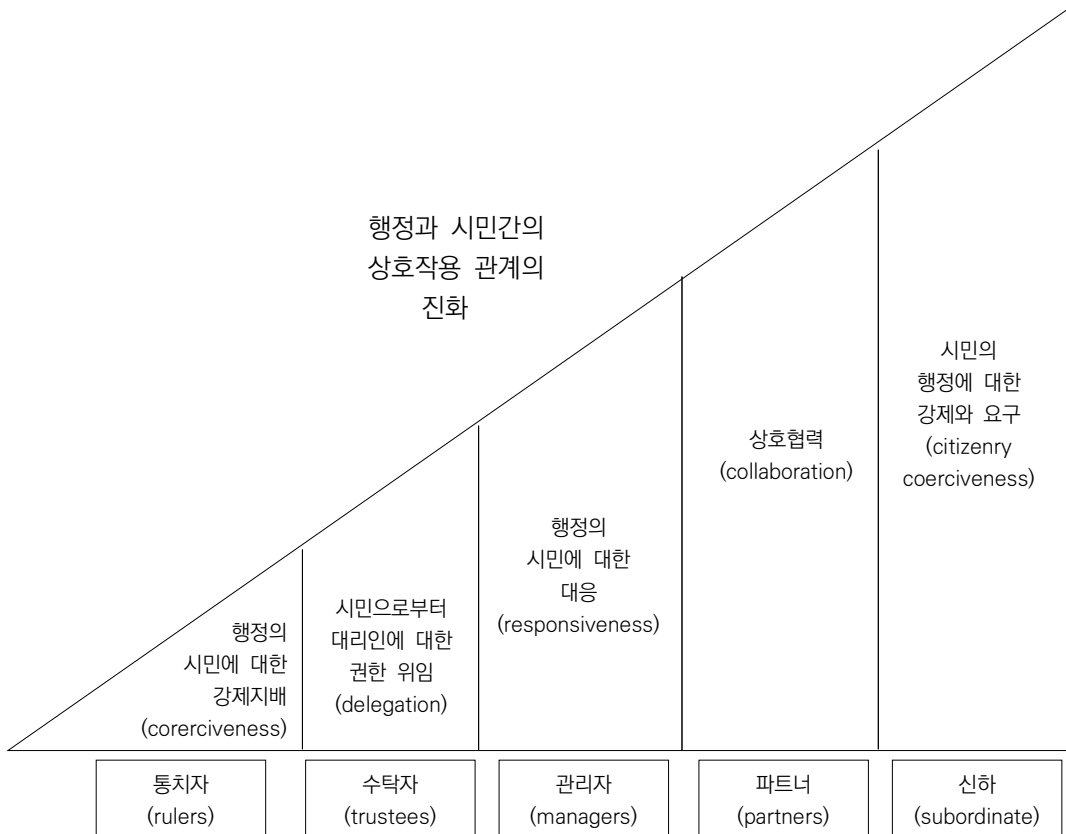 행정과 시민간의
상호작용 관계의
진화
행정의
시민에 대한
강제지배
(corerciveness)
시민으로부터
대리인에 대한
권한 위임
(delegation)
행정의
시민에 대한
대응
(responsiveness)
상호협력
(collaboration)
시민의
행정에 대한
강제와 요구
(citizenry
coerciveness)
통치자
(rulers)
수탁자
(trustees)
관리자
(managers)
파트너
(partners)
신하
(subordinate)